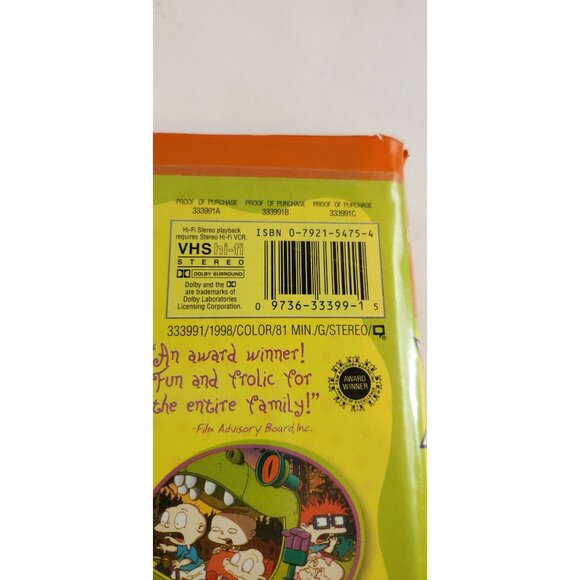 PROOF OF PURCHASE PROOF OF PURCHASE PROOF OF PURCHASE
333991A 333991B 333991C
Hi-Fi Stereo playback
requires Stereo Hi-Fi VCR.
VHS hi-fi
STEREO
DOLBY SURROUND
Dolby and the
are trademarks of
Dolby Laboratories
Licensing Corporation.
ISBN 0-7921-5475-4
0 9736-33399-1 5
333991/1998/COLOR/81 MIN./G/STEREO/
"An award winner!
Fun and frolic for
the entire family!"
-Film Advisory Board, Inc.
AWARD
WINNER